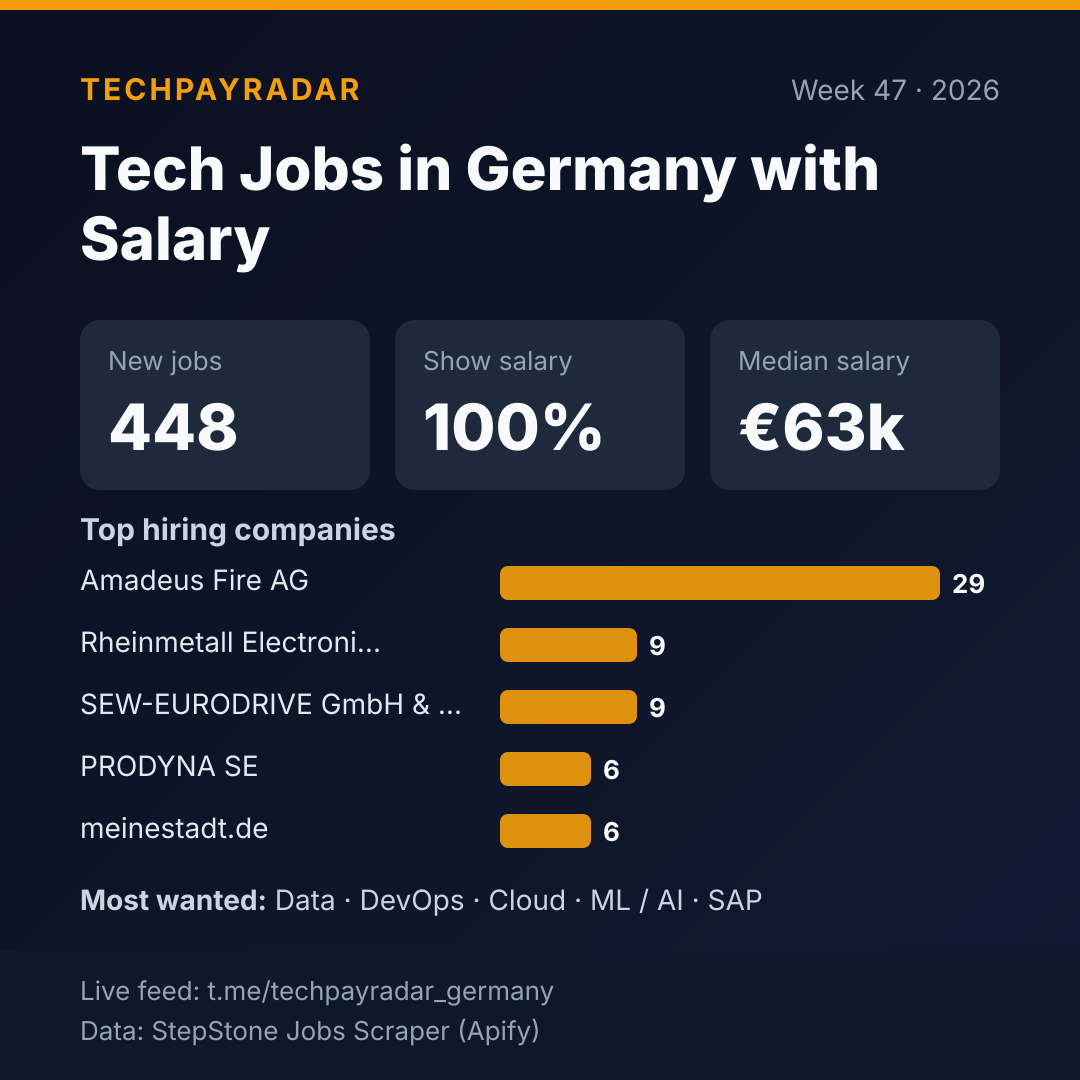 TECHPAYRADAR
Week 47 · 2026
Tech Jobs in Germany with
Salary
New jobs
448
Show salary
100%
Median salary
€63k
Top hiring companies
Amadeus Fire AG 29
Rheinmetall Electroni... 9
SEW-EURODRIVE GmbH & ... 9
PRODYNA SE 6
meinestadt.de 6
Most wanted: Data · DevOps · Cloud · ML / AI · SAP
Live feed: t.me/techpayradar_germany
Data: StepStone Jobs Scraper (Apify)